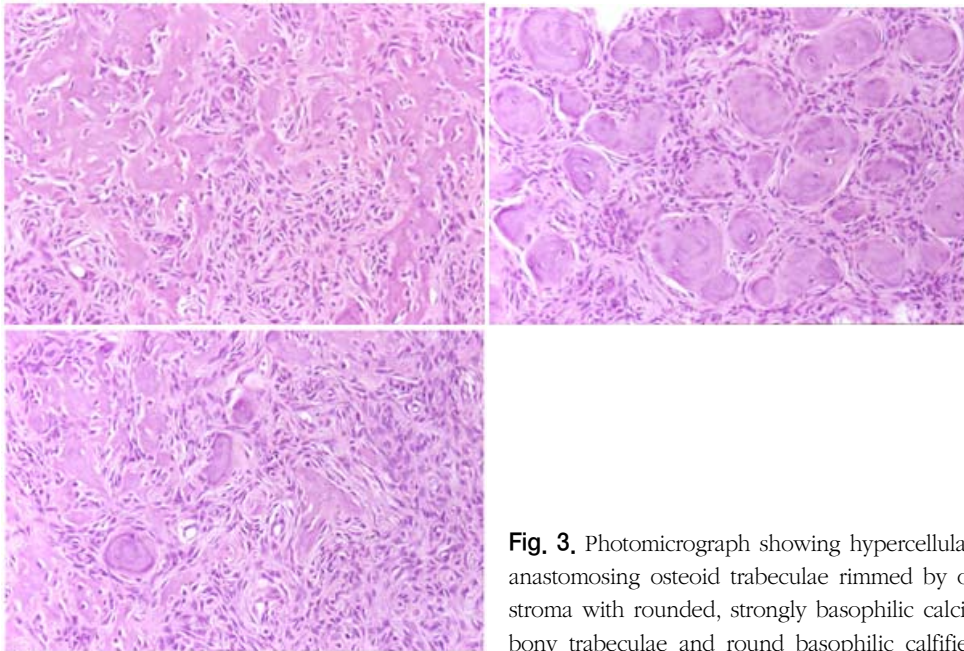 Fig. 3. Photomicrograph showing hypercellula
anastomosing osteoid trabeculae rimmed by o
stroma with rounded, strongly basophilic calci
bony trabeculae and round basophilic calfifie